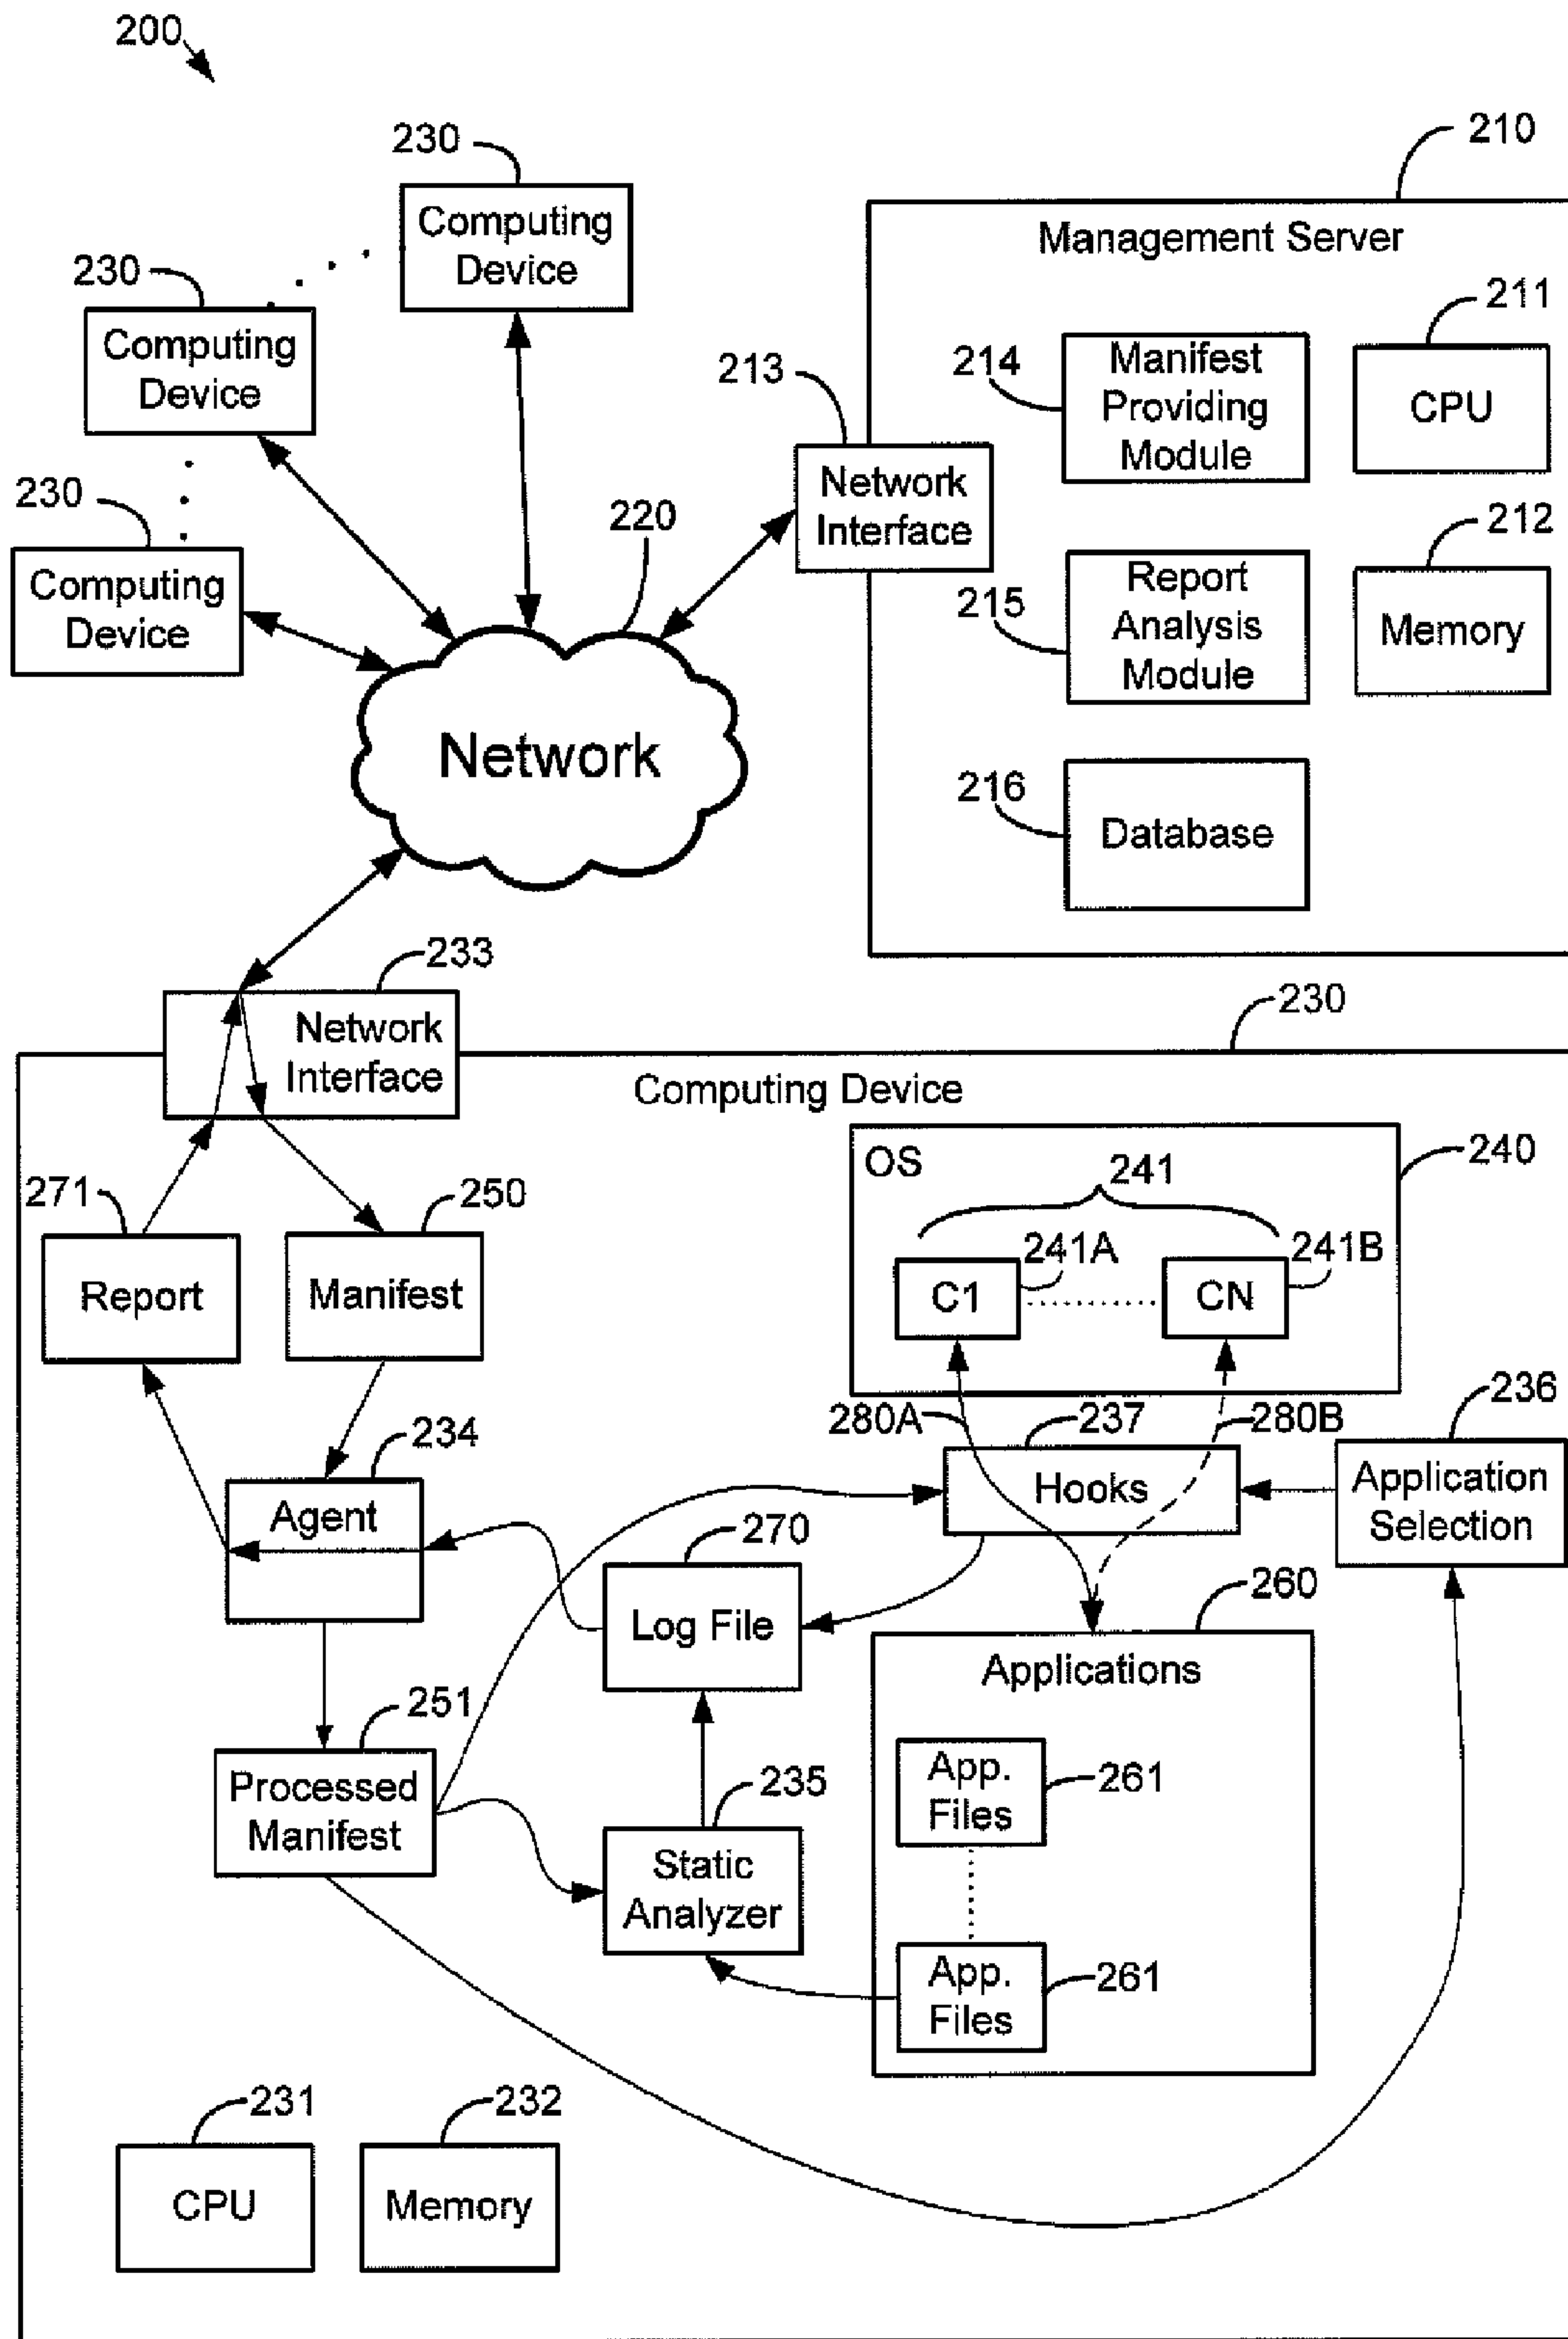 200
230
Computing
Device
230
Computing
Device
230
Computing
Device
220
Network
210
Management Server
211
CPU
212
Memory
213
Network
Interface
214
Manifest
Providing
Module
215
Report
Analysis
Module
216
Database
233
Network
Interface
230
Computing Device
240
OS
241
241A
C1
241B
CN
271
Report
250
Manifest
280A
237
280B
236
Hooks
Application
Selection
234
Agent
270
Log File
260
Applications
251
Processed
Manifest
235
Static
Analyzer
App.
Files
261
App.
Files
261
231
CPU
232
Memory